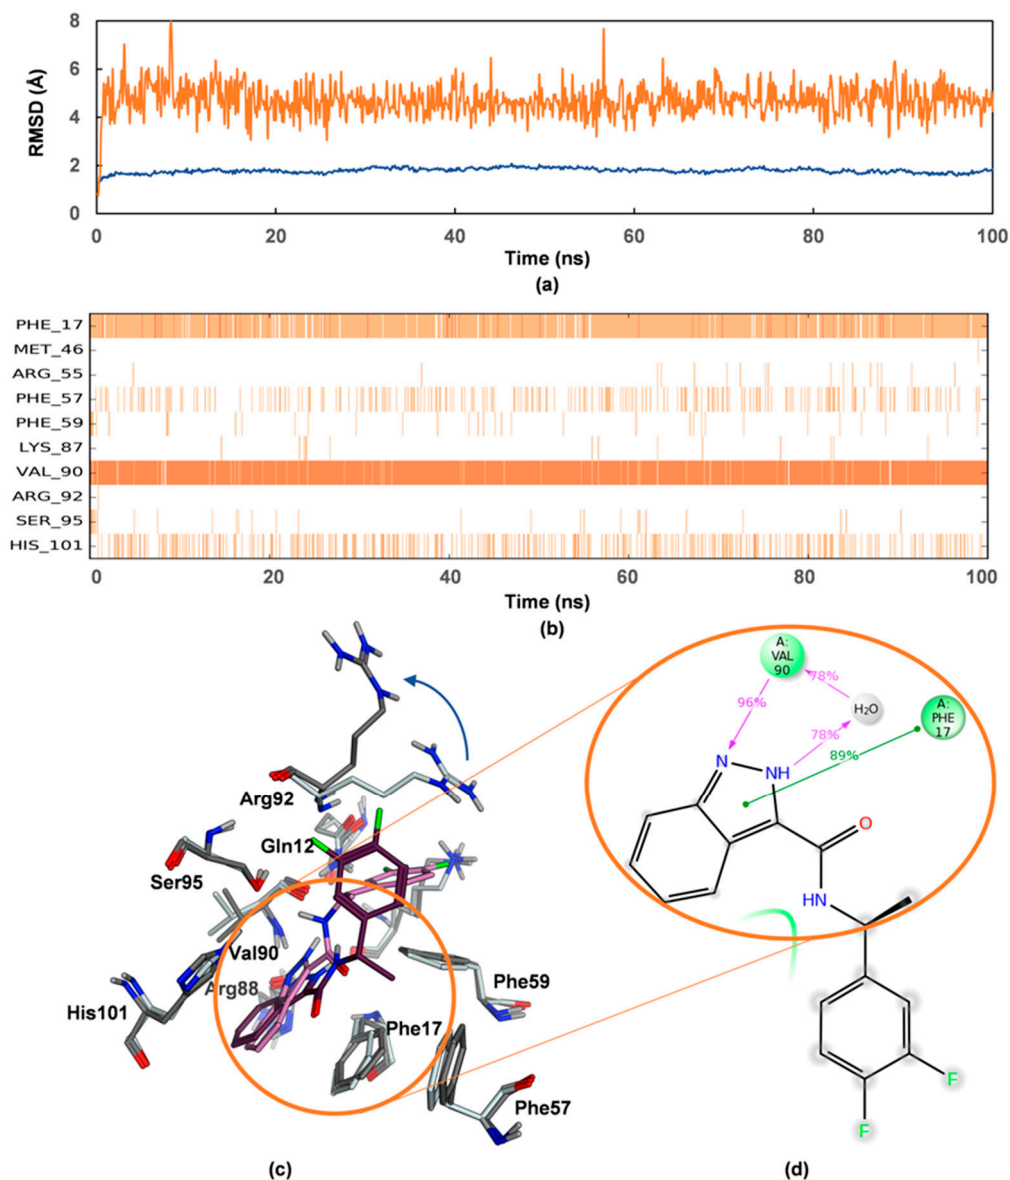 8
6
4
2
0
RMSD (Å)
0 20 40 60 80 100
Time (ns)
(a)
PHE_17
MET_46
ARG_55
PHE_57
PHE_59
LYS_87
VAL_90
ARG_92
SER_95
HIS_101
0 20 40 60 80 100
Time (ns)
(b)
Arg92
Gln12
Ser95
Val90
Arg88
His101
Phe59
Phe17
Phe57
(c)
A:
VAL
90
78%
96%
H₂O
78%
A:
PHE
17
89%
N
NH
O
HN
F
F
(d)